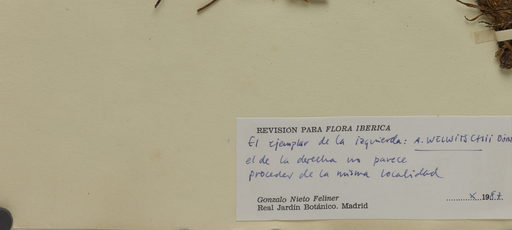 REVISIÓN PARA FLORA IBERICA
El ejemplar de la izquierda: A. WELWITSCHII
el de la derecha no parece
proceder de la misma localidad
Gonzalo Nieto Feliner
Real Jardín Botánico. Madrid
X 1987